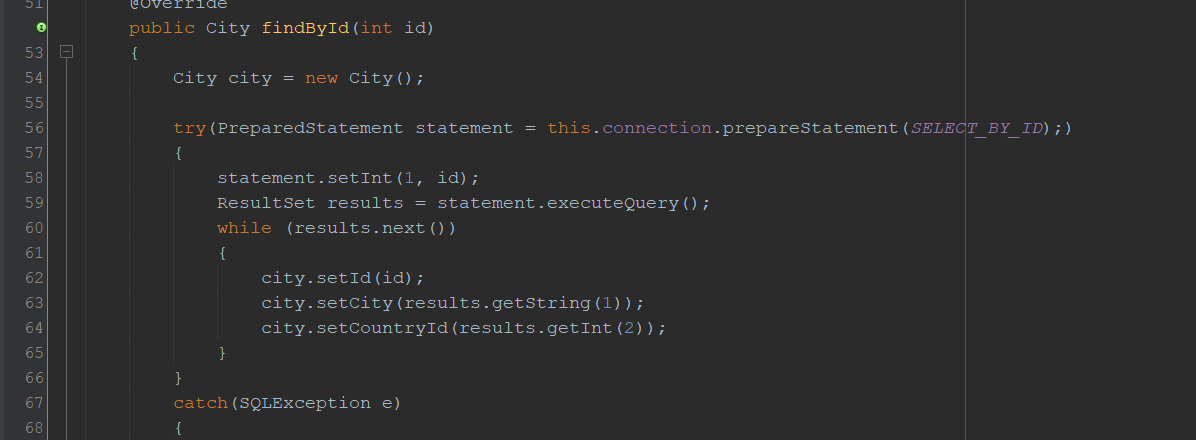 51 @Override
public City findById(int id)
53 {
54 City city = new City();
55
56 try(PreparedStatement statement = this.connection.prepareStatement(SELECT_BY_ID);)
57 {
58 statement.setInt(1, id);
59 ResultSet results = statement.executeQuery();
60 while (results.next())
61 {
62 city.setId(id);
63 city.setCity(results.getString(1));
64 city.setCountryId(results.getInt(2));
65 }
66 }
67 catch(SQLException e)
68 {